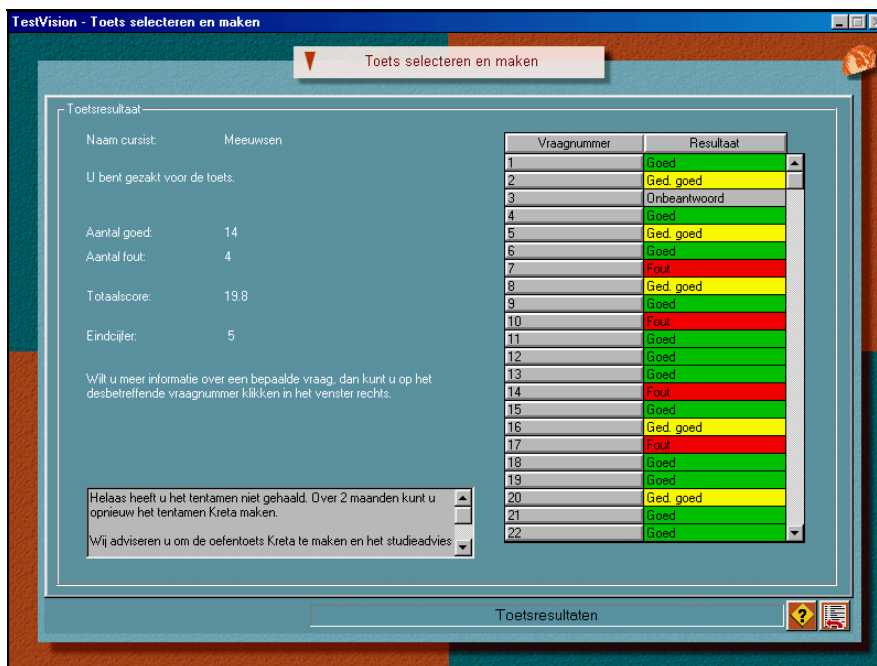 TestVision - Toets selecteren en maken
Toets selecteren en maken
Toetsresultaat
Naam cursist: Meeuwsen
U bent gezakt voor de toets.
Aantal goed: 14
Aantal fout: 4
Totaalscore: 19.8
Eindcijfer: 5
Wilt u meer informatie over een bepaalde vraag, dan kunt u op het
desbetreffende vraagnummer klikken in het venster rechts.
Helaas heeft u het tentamen niet gehaald. Over 2 maanden kunt u
opnieuw het tentamen Kreta maken.
Wij adviseren u om de oefentoets Kreta te maken en het studieadvies
Vraagnummer Resultaat
1 Goed
2 Ged. goed
3 Onbeantwoord
4 Goed
5 Ged. goed
6 Goed
7 Fout
8 Ged. goed
9 Goed
10 Fout
11 Goed
12 Goed
13 Goed
14 Fout
15 Goed
16 Ged. goed
17 Fout
18 Goed
19 Goed
20 Ged. goed
21 Goed
22 Goed
Toetsresultaten